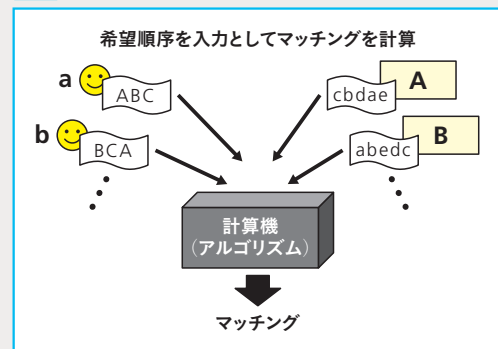 希望順序を入力としてマッチングを計算
a
ABC
b
BCA
cbdae
A
abedc
B
計算機
(アルゴリズム)
マッチング